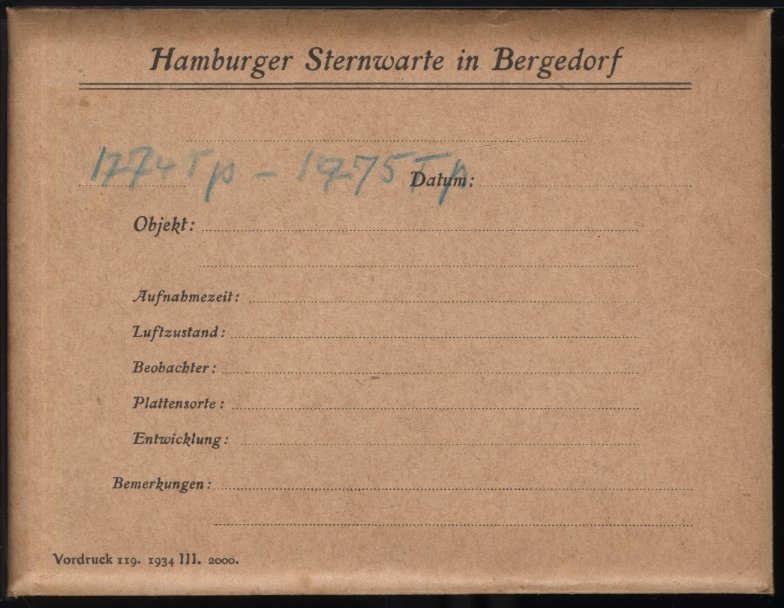 Hamburger Sternwarte in Bergedorf
1774 Tp – 1775 Tp
Datum:
Objekt:
Aufnahmezeit:
Luftzustand:
Beobachter:
Plattensorte:
Entwicklung:
Bemerkungen:
Vordruck 119. 1934 III. 2000.